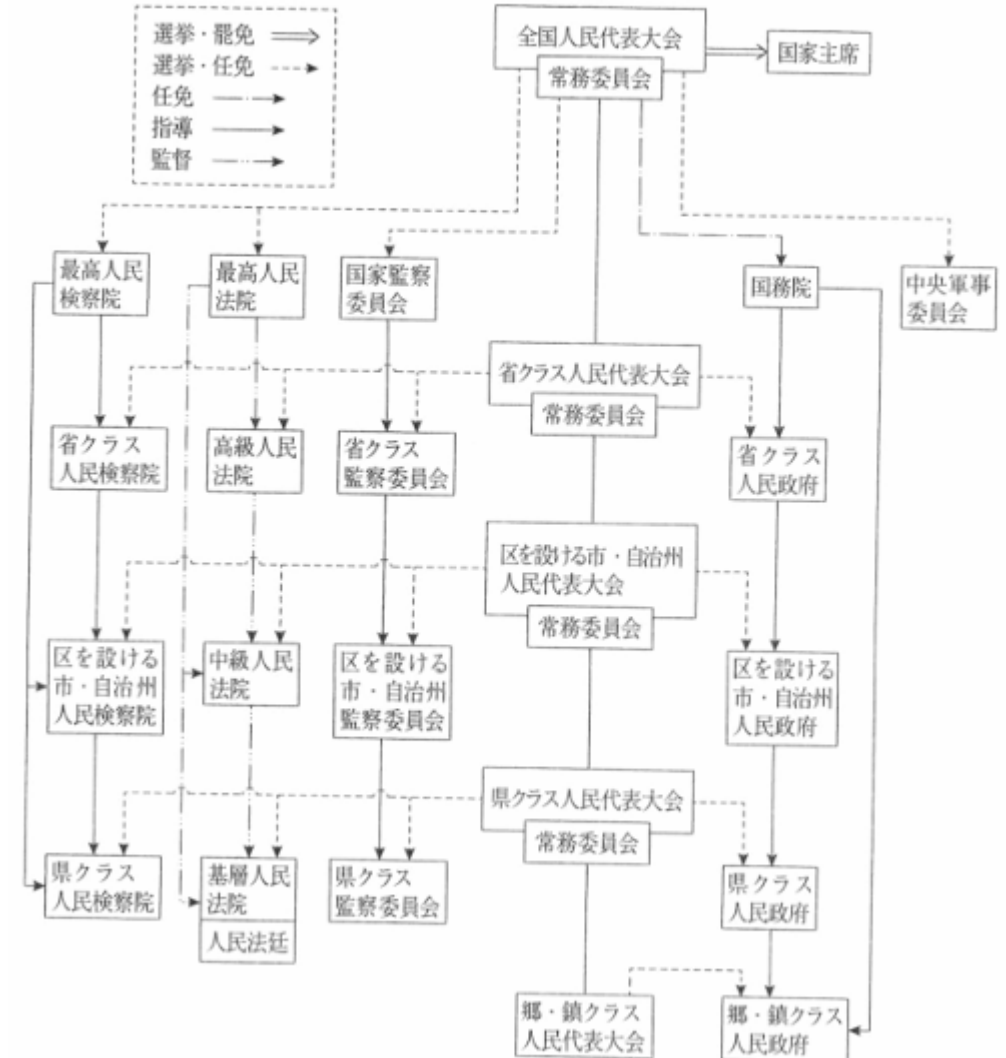 選挙・罷免
選挙・任免
任免
指導
監督
全国人民代表大会
常務委員会
国家主席
最高人民
検察院
最高人民
法院
国家監察
委員会
国務院
中央軍事
委員会
省クラス人民代表大会
常務委員会
省クラス
人民検察院
高級人民
法院
省クラス
監察委員会
省クラス
人民政府
区を設ける市・自治州
人民代表大会
常務委員会
区を設ける
市・自治州
人民検察院
中級人民
法院
区を設ける
市・自治州
監察委員会
区を設ける
市・自治州
人民政府
県クラス人民代表大会
常務委員会
県クラス
人民検察院
基層人民
法院
人民法廷
県クラス
監察委員会
県クラス
人民政府
郷・鎮クラス
人民代表大会
郷・鎮クラス
人民政府